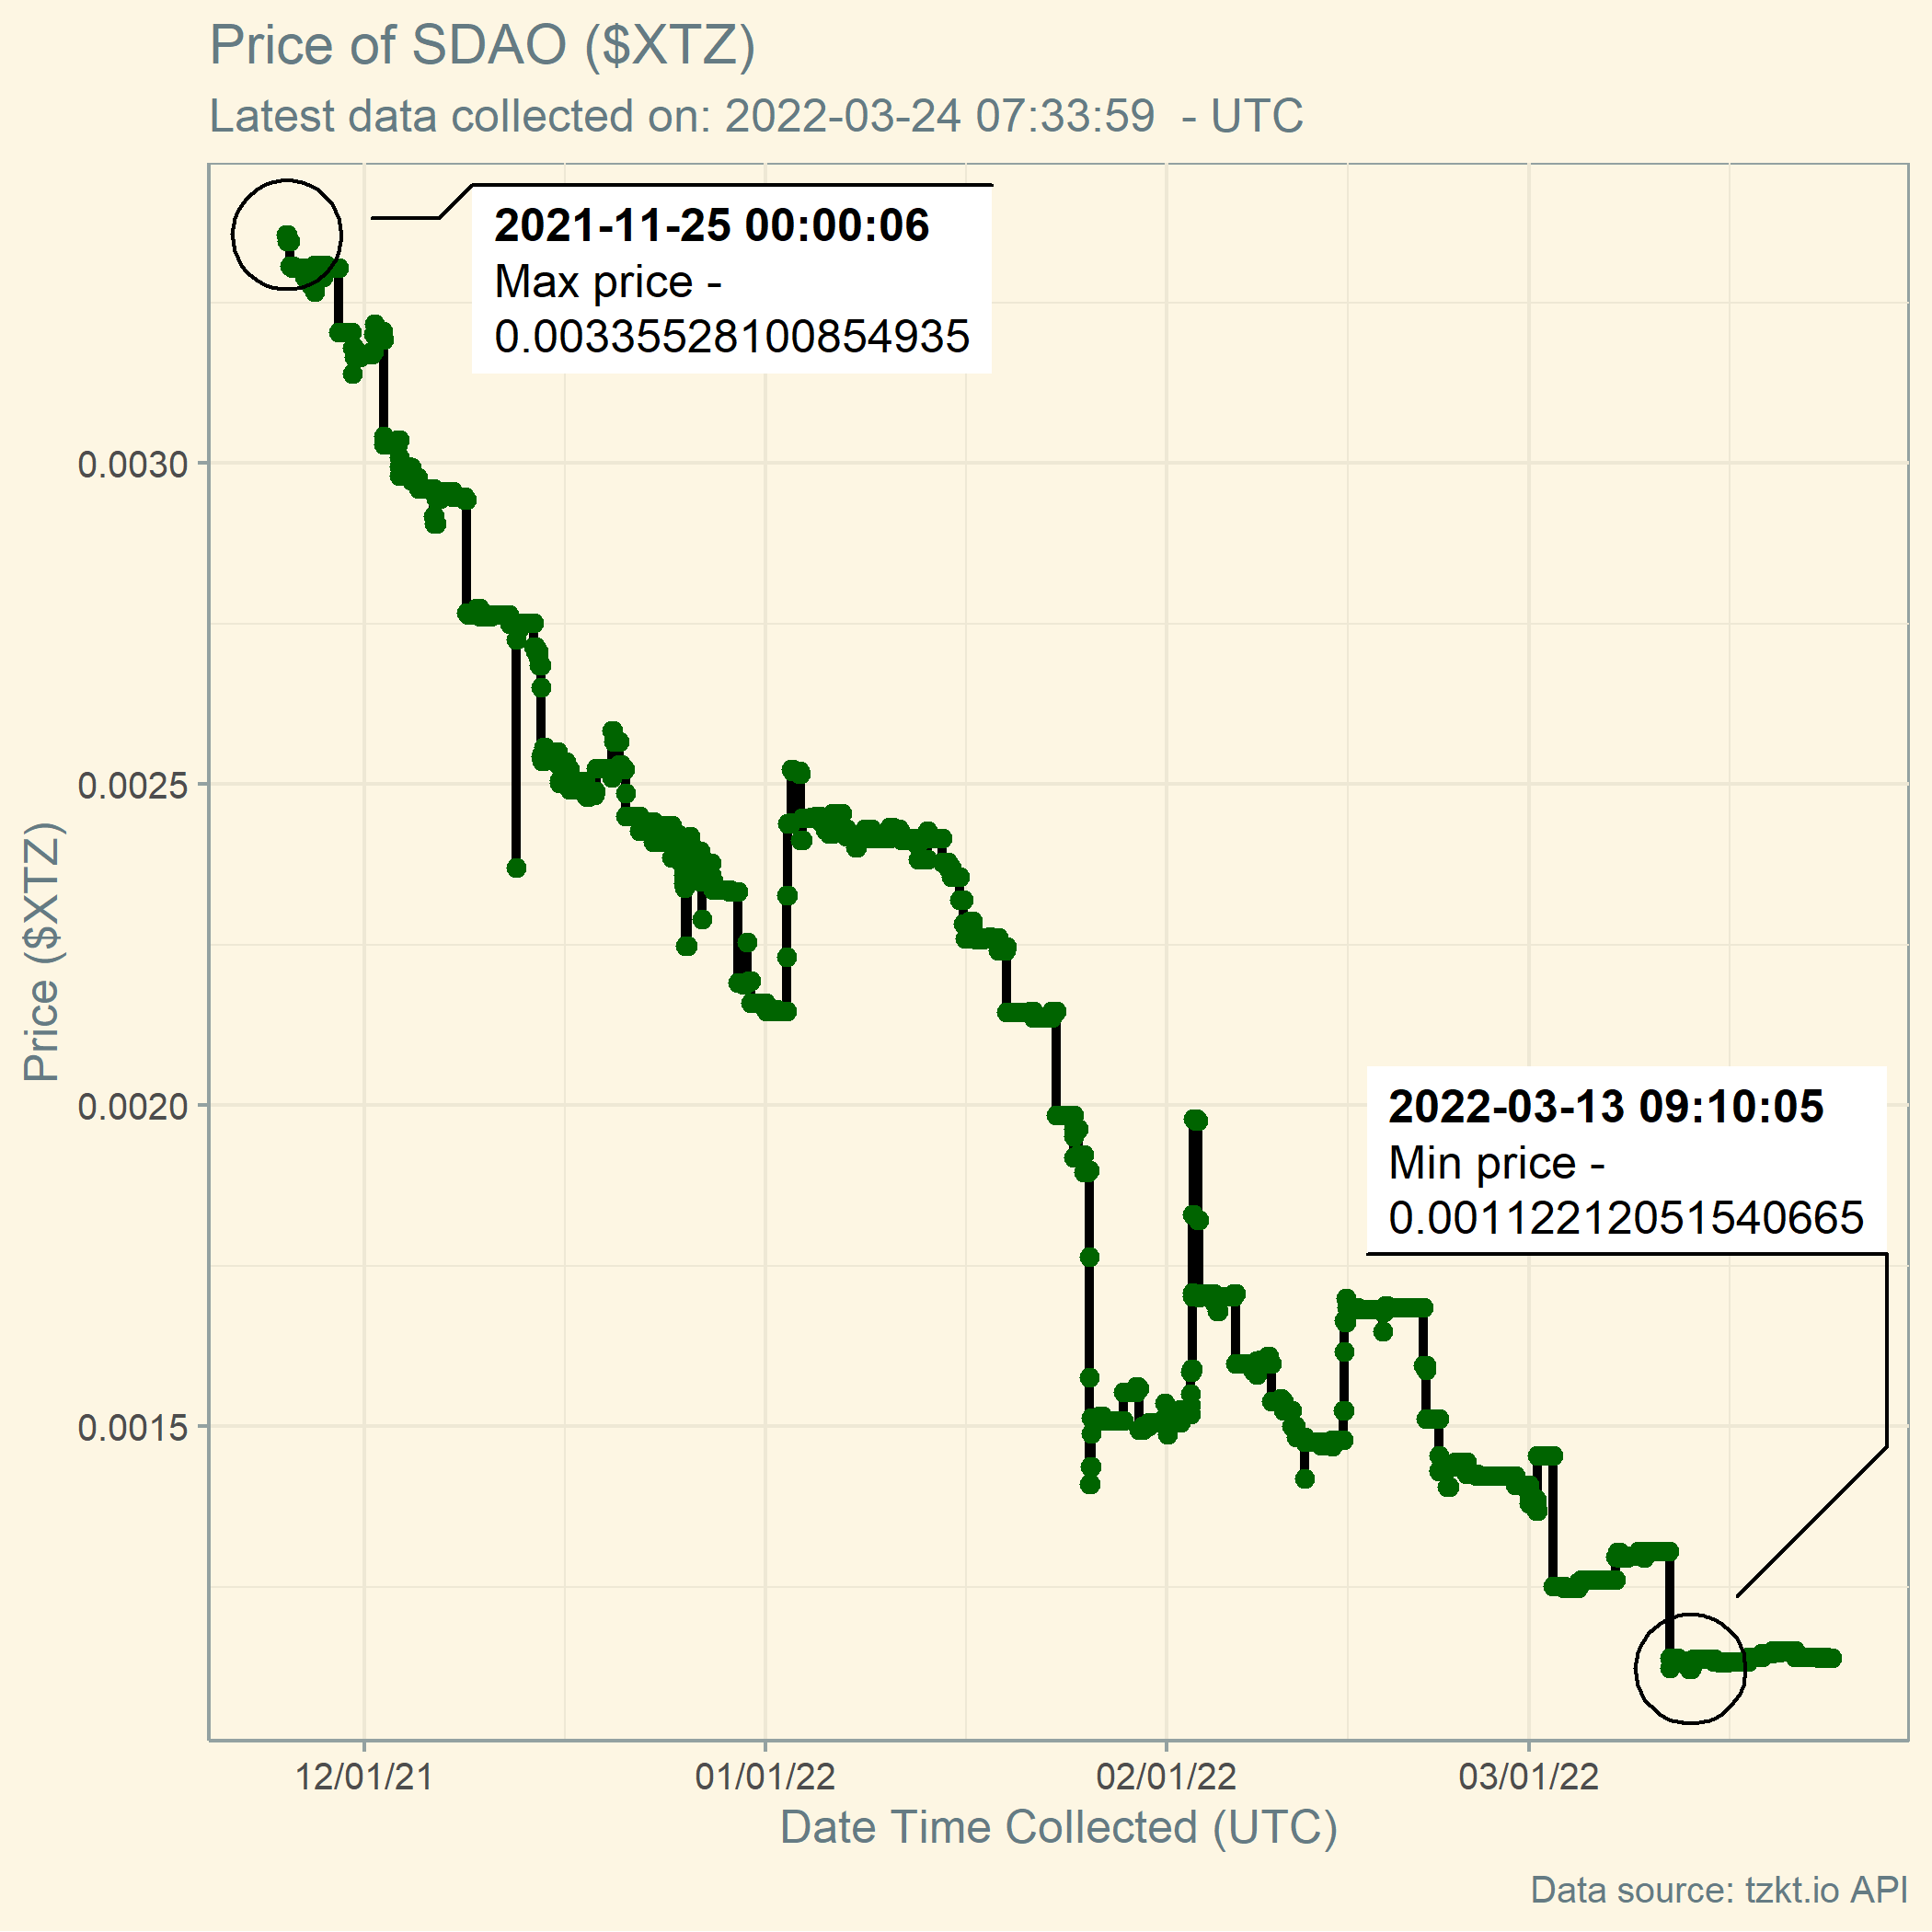 Price of SDAO ($XTZ)
Latest data collected on: 2022-03-24 07:33:59  - UTC
2021-11-25 00:00:06
Max price -
0.00335528100854935
0.0030
0.0025
0.0020
0.0015
Price ($XTZ)
2022-03-13 09:10:05
Min price -
0.00112212051540665
12/01/21
01/01/22
02/01/22
03/01/22
Date Time Collected (UTC)
Data source: tzkt.io API